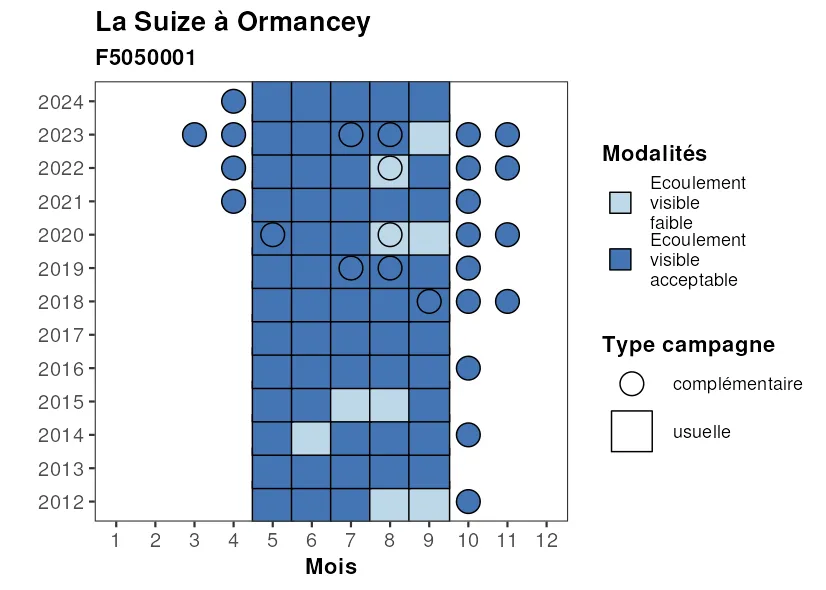 La Suize à Ormancey
F5050001
2024
2023
2022
2021
2020
2019
2018
2017
2016
2015
2014
2013
2012
1 2 3 4 5 6 7 8 9 10 11 12
Mois
Modalités
Ecoulement
visible
faible
Ecoulement
visible
acceptable
Type campagne
complémentaire
usuelle